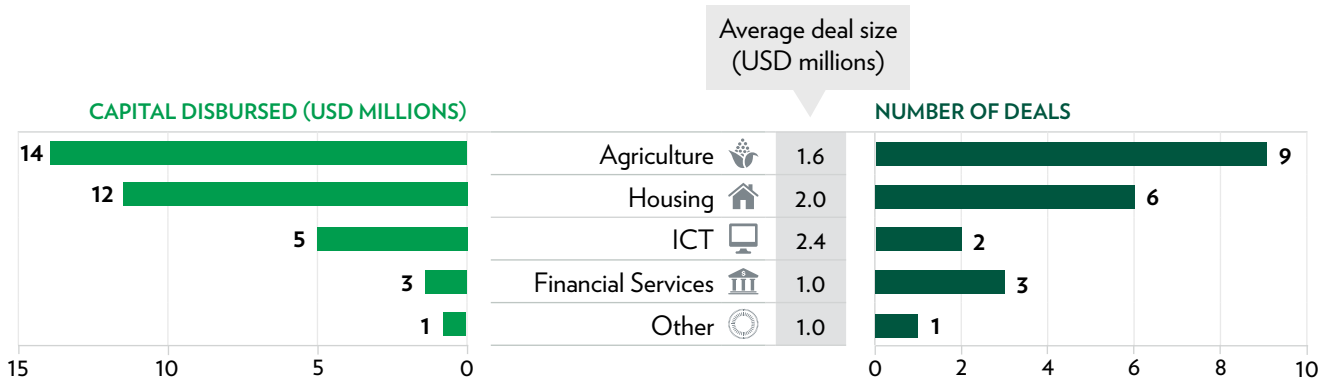 Average deal size
(USD millions)
CAPITAL DISBURSED (USD MILLIONS)
NUMBER OF DEALS
14 Agriculture 1.6 9
12 Housing 2.0 6
5 ICT 2.4 2
3 Financial Services 1.0 3
1 Other 1.0 1
15 10 5 0 0 2 4 6 8 10